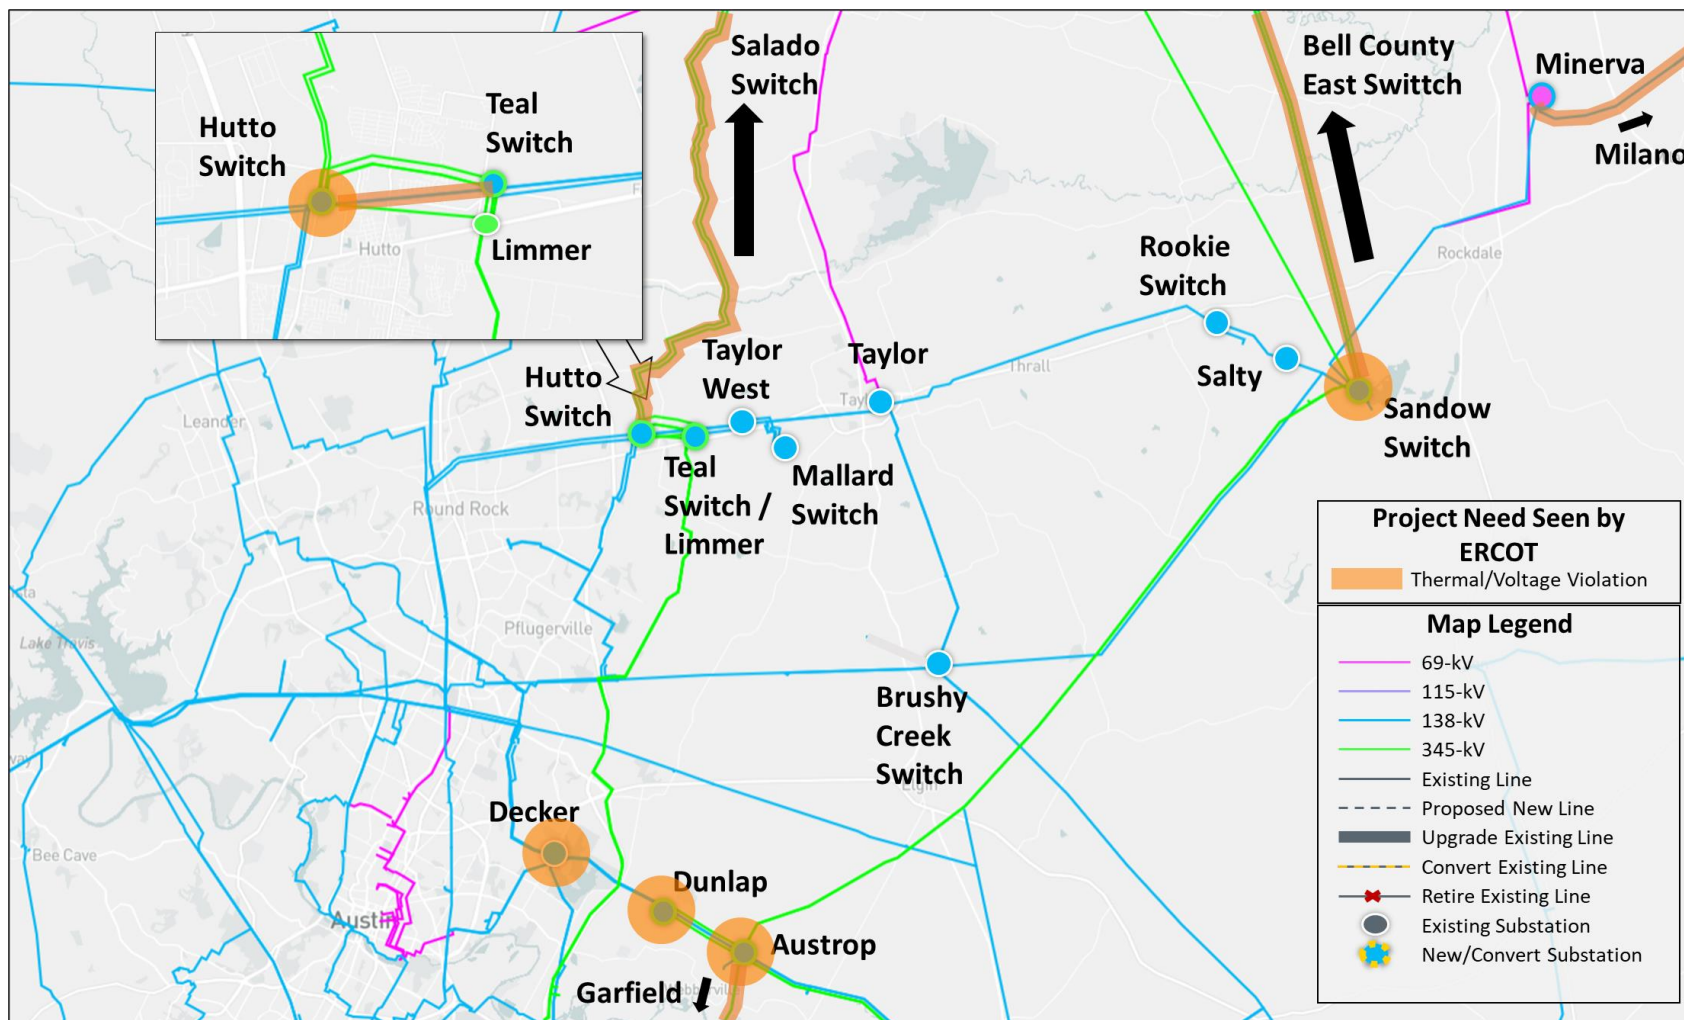 Salado
Switch
Bell County
East Swittch
Minerva
Milano
Hutto
Switch
Teal
Switch
Limmer
Hutto
Rockdale
Rookie
Switch
Salty
Sandow
Switch
Taylor
West
Taylor
Thrall
Hutto
Switch
Leander
Teal
Switch /
Limmer
Mallard
Switch
Round Rock
Pflugerville
Lake Travis
Brushy
Creek
Switch
Elgin
Decker
Bee Cave
Dunlap
Austin
Austrop
Garfield
Webberville
Project Need Seen by
ERCOT
Thermal/Voltage Violation
Map Legend
69-kV
115-kV
138-kV
345-kV
Existing Line
Proposed New Line
Upgrade Existing Line
Convert Existing Line
Retire Existing Line
Existing Substation
New/Convert Substation